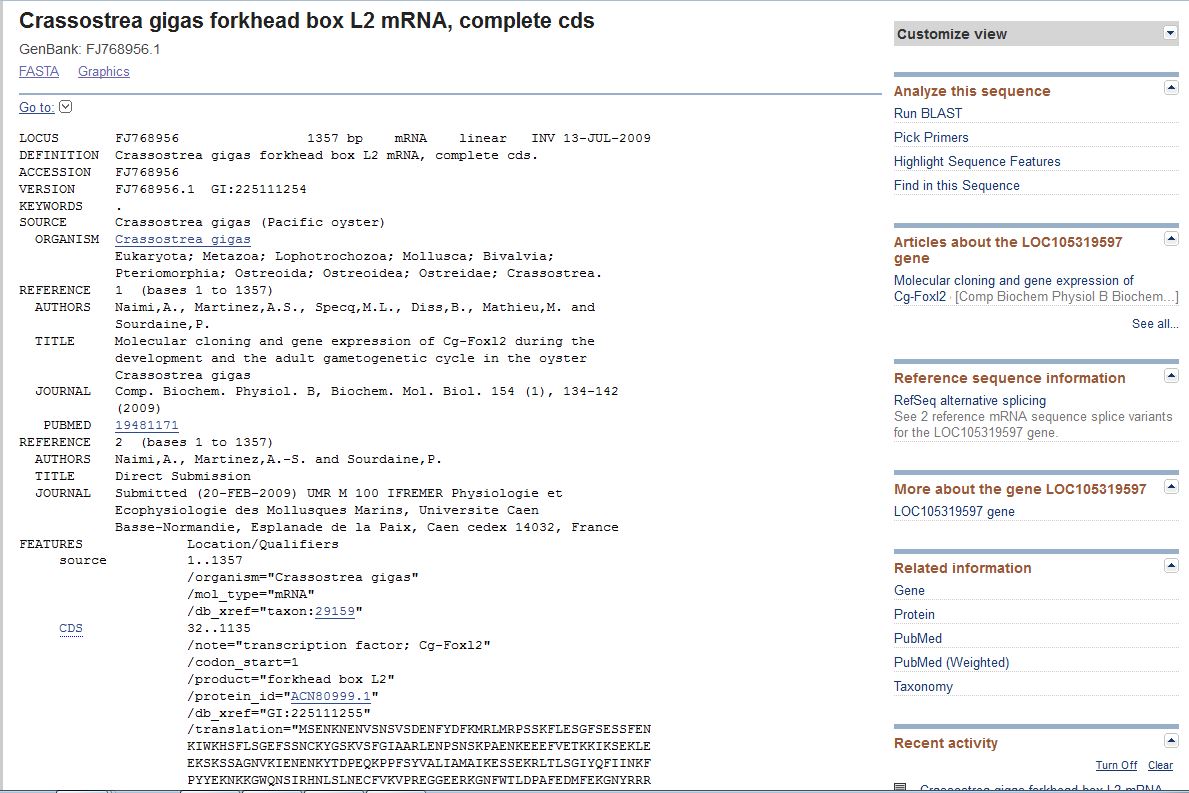 Crassostrea gigas forkhead box L2 mRNA, complete cds
GenBank: FJ768956.1
FASTA Graphics
Go to:
LOCUS FJ768956 1357 bp mRNA linear INV 13-JUL-2009
DEFINITION Crassostrea gigas forkhead box L2 mRNA, complete cds.
ACCESSION FJ768956
VERSION FJ768956.1 GI:225111254
KEYWORDS .
SOURCE Crassostrea gigas (Pacific oyster)
ORGANISM Crassostrea gigas
Eukaryota; Metazoa; Lophotrochozoa; Mollusca; Bivalvia;
Pteriomorphia; Ostreoida; Ostreoidea; Ostreidae; Crassostrea.
REFERENCE 1 (bases 1 to 1357)
AUTHORS Naimi,A., Martinez,A.S., Specq,M.L., Diss,B., Mathieu,M. and
Sourdaine,P.
TITLE Molecular cloning and gene expression of Cg-Foxl2 during the
development and the adult gametogenetic cycle in the oyster
Crassostrea gigas
JOURNAL Comp. Biochem. Physiol. B, Biochem. Mol. Biol. 154 (1), 134-142
(2009)
PUBMED 19481171
REFERENCE 2 (bases 1 to 1357)
AUTHORS Naimi,A., Martinez,A.-S. and Sourdaine,P.
TITLE Direct Submission
JOURNAL Submitted (20-FEB-2009) UMR M 100 IFREMER Physiologie et
Ecophysiologie des Mollusques Marins, Universite Caen
Basse-Normandie, Esplanade de la Paix, Caen cedex 14032, France
FEATURES Location/Qualifiers
source 1..1357
/organism="Crassostrea gigas"
/mol_type="mRNA"
/db_xref="taxon:29159"
CDS 32..1135
/note="transcription factor; Cg-Foxl2"
/codon_start=1
/product="forkhead box L2"
/protein_id="ACN80999.1"
/db_xref="GI:225111255"
/translation="MSENKNENVSNSVSDENFYDFKMRLMRPSSKFLESGFSESSFEN
KIWKHSFLSGEFSSNCKYGSKVSFGIAARLENPSNSKPAENKEEEFVETKKIKSEKLE
EKSKSSAGNVKIENENKYTDPEQKPPFSYVALIAMAIKESSEKRLTLSGIYQFIINKF
PYYEKNKKGWQNSIRHNLSLNECFVKVPREGGEERKGNFWTLDPAFEDMFEKGNYRRR
Customize view
Analyze this sequence
Run BLAST
Pick Primers
Highlight Sequence Features
Find in this Sequence
Articles about the LOC105319597
gene
Molecular cloning and gene expression of
Cg-Foxl2 [Comp Biochem Physiol B Biochem...]
See all...
Reference sequence information
RefSeq alternative splicing
See 2 reference mRNA sequence splice variants
for the LOC105319597 gene.
More about the gene LOC105319597
LOC105319597 gene
Related information
Gene
Protein
PubMed
PubMed (Weighted)
Taxonomy
Recent activity
Turn Off Clear
Crassostrea gigas forkhead box L2 mRNA